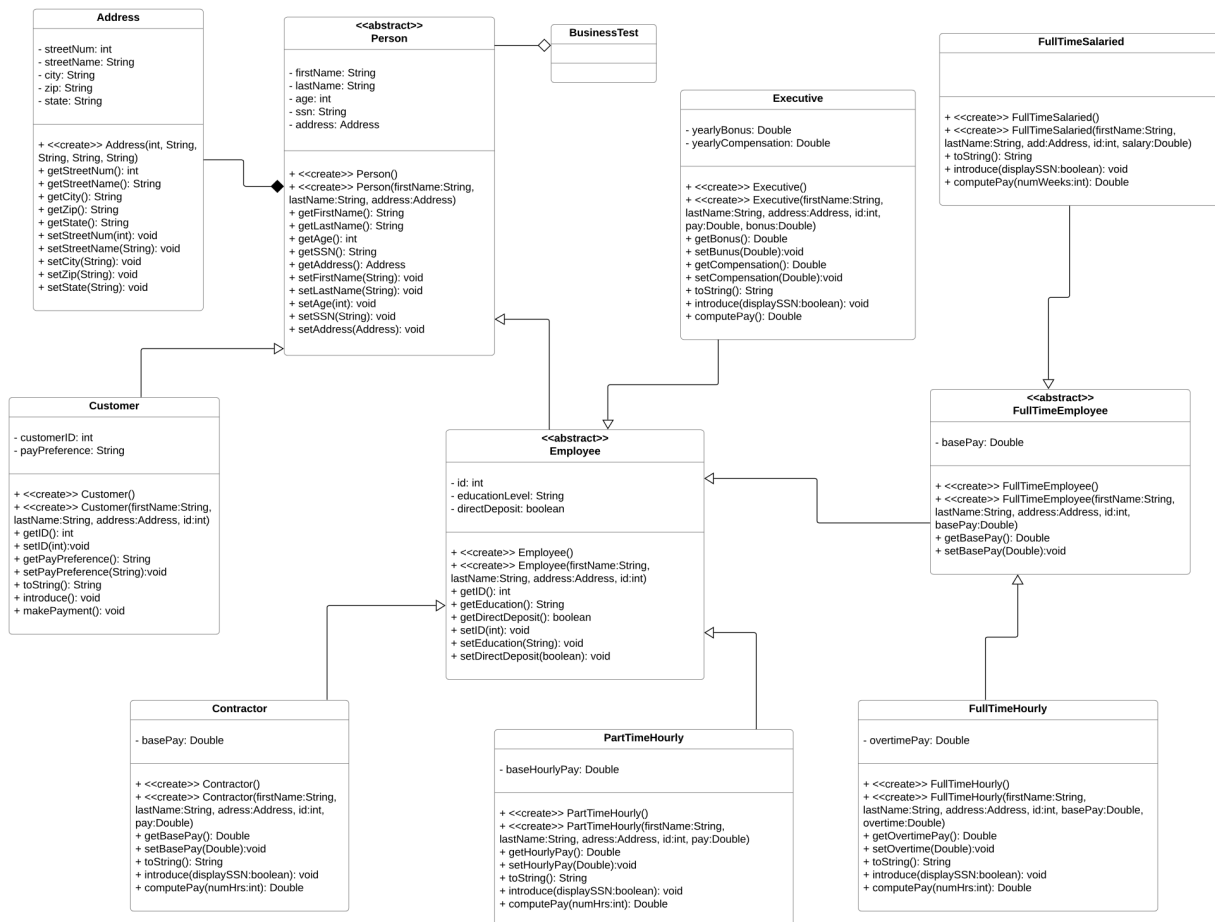 Address
- streetNum: int
- streetName: String
- city: String
- zip: String
- state: String
+ <<create>> Address(int, String,
String, String, String)
+ getStreetNum(): int
+ getStreetName(): String
+ getCity(): String
+ getZip(): String
+ getState(): String
+ setStreetNum(int): void
+ setStreetName(String): void
+ setCity(String): void
+ setZip(String): void
+ setState(String): void
<<abstract>>
Person
- firstName: String
- lastName: String
- age: int
- ssn: String
- address: Address
+ <<create>> Person()
+ <<create>> Person(firstName:String,
lastName:String, address:Address)
+ getFirstName(): String
+ getLastName(): String
+ getAge(): int
+ getSSN(): String
+ getAddress(): Address
+ setFirstName(String): void
+ setLastName(String): void
+ setAge(int): void
+ setSSN(String): void
+ setAddress(Address): void
BusinessTest
Executive
- yearlyBonus: Double
- yearlyCompensation: Double
+ <<create>> Executive()
+ <<create>> Executive(firstName:String,
lastName:String, address:Address, id:int,
pay:Double, bonus:Double)
+ getBonus(): Double
+ setBunus(Double):void
+ getCompensation(): Double
+ setCompensation(Double):void
+ toString(): String
+ introduce(displaySSN:boolean): void
+ computePay(): Double
FullTimeSalaried
+ <<create>> FullTimeSalaried()
+ <<create>> FullTimeSalaried(firstName:String,
lastName:String, add:Address, id:int, salary:Double)
+ toString(): String
+ introduce(displaySSN:boolean): void
+ computePay(numWeeks:int): Double
Customer
- customerID: int
- payPreference: String
+ <<create>> Customer()
+ <<create>> Customer(firstName:String,
lastName:String, address:Address, id:int)
+ getID(): int
+ setID(int):void
+ getPayPreference(): String
+ setPayPreference(String):void
+ toString(): String
+ introduce(): void
+ makePayment(): void
<<abstract>>
Employee
- id: int
- educationLevel: String
- directDeposit: boolean
+ <<create>> Employee()
+ <<create>> Employee(firstName:String,
lastName:String, address:Address, id:int)
+ getID(): int
+ getEducation(): String
+ getDirectDeposit(): boolean
+ setID(int): void
+ setEducation(String): void
+ setDirectDeposit(boolean): void
<<abstract>>
FullTimeEmployee
- basePay: Double
+ <<create>> FullTimeEmployee()
+ <<create>> FullTimeEmployee(firstName:String,
lastName:String, address:Address, id:int,
basePay:Double)
+ getBasePay(): Double
+ setBasePay(Double):void
Contractor
- basePay: Double
+ <<create>> Contractor()
+ <<create>> Contractor(firstName:String,
lastName:String, adress:Address, id:int,
pay:Double)
+ getBasePay(): Double
+ setBasePay(Double):void
+ toString(): String
+ introduce(displaySSN:boolean): void
+ computePay(numHrs:int): Double
PartTimeHourly
- baseHourlyPay: Double
+ <<create>> PartTimeHourly()
+ <<create>> PartTimeHourly(firstName:String,
lastName:String, adress:Address, id:int, pay:Double)
+ getHourlyPay(): Double
+ setHourlyPay(Double):void
+ toString(): String
+ introduce(displaySSN:boolean): void
+ computePay(numHrs:int): Double
FullTimeHourly
- overtimePay: Double
+ <<create>> FullTimeHourly()
+ <<create>> FullTimeHourly(firstName:String,
lastName:String, address:Address, id:int, basePay:Double,
overtime:Double)
+ getOvertimePay(): Double
+ setOvertime(Double):void
+ toString(): String
+ introduce(displaySSN:boolean): void
+ computePay(numHrs:int): Double